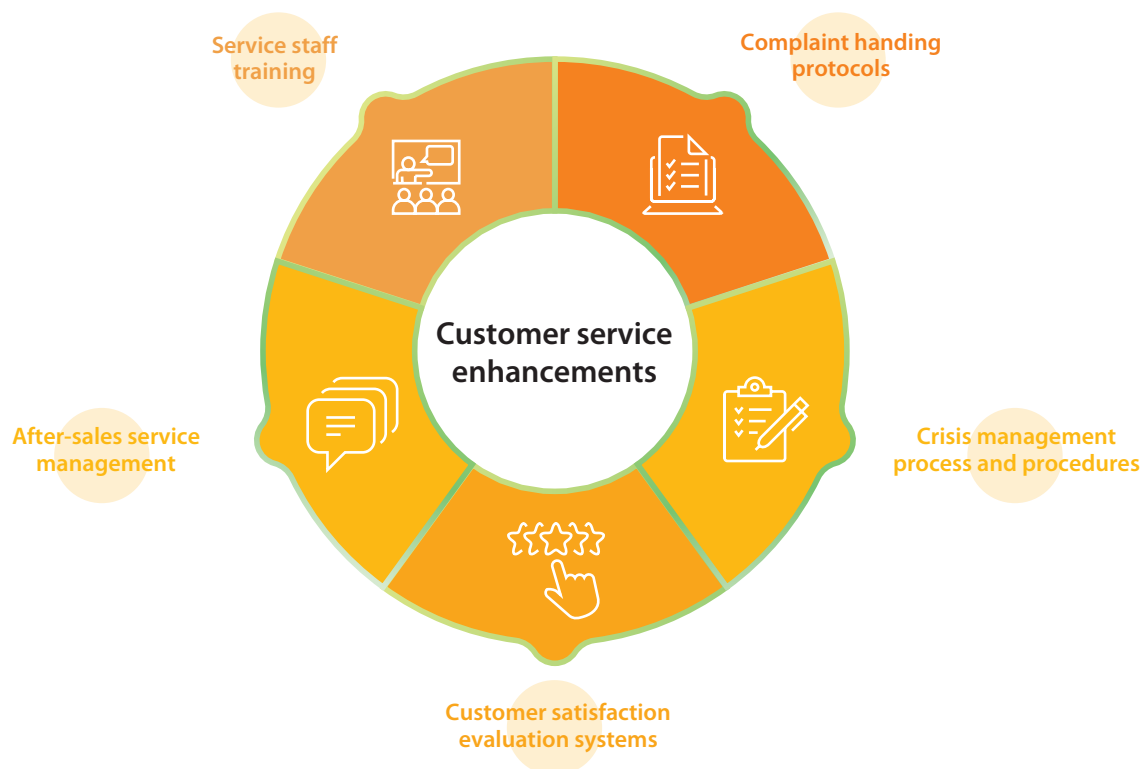 Service staff
training
Complaint handing
protocols
Customer service
enhancements
After-sales service
management
Crisis management
process and procedures
Customer satisfaction
evaluation systems